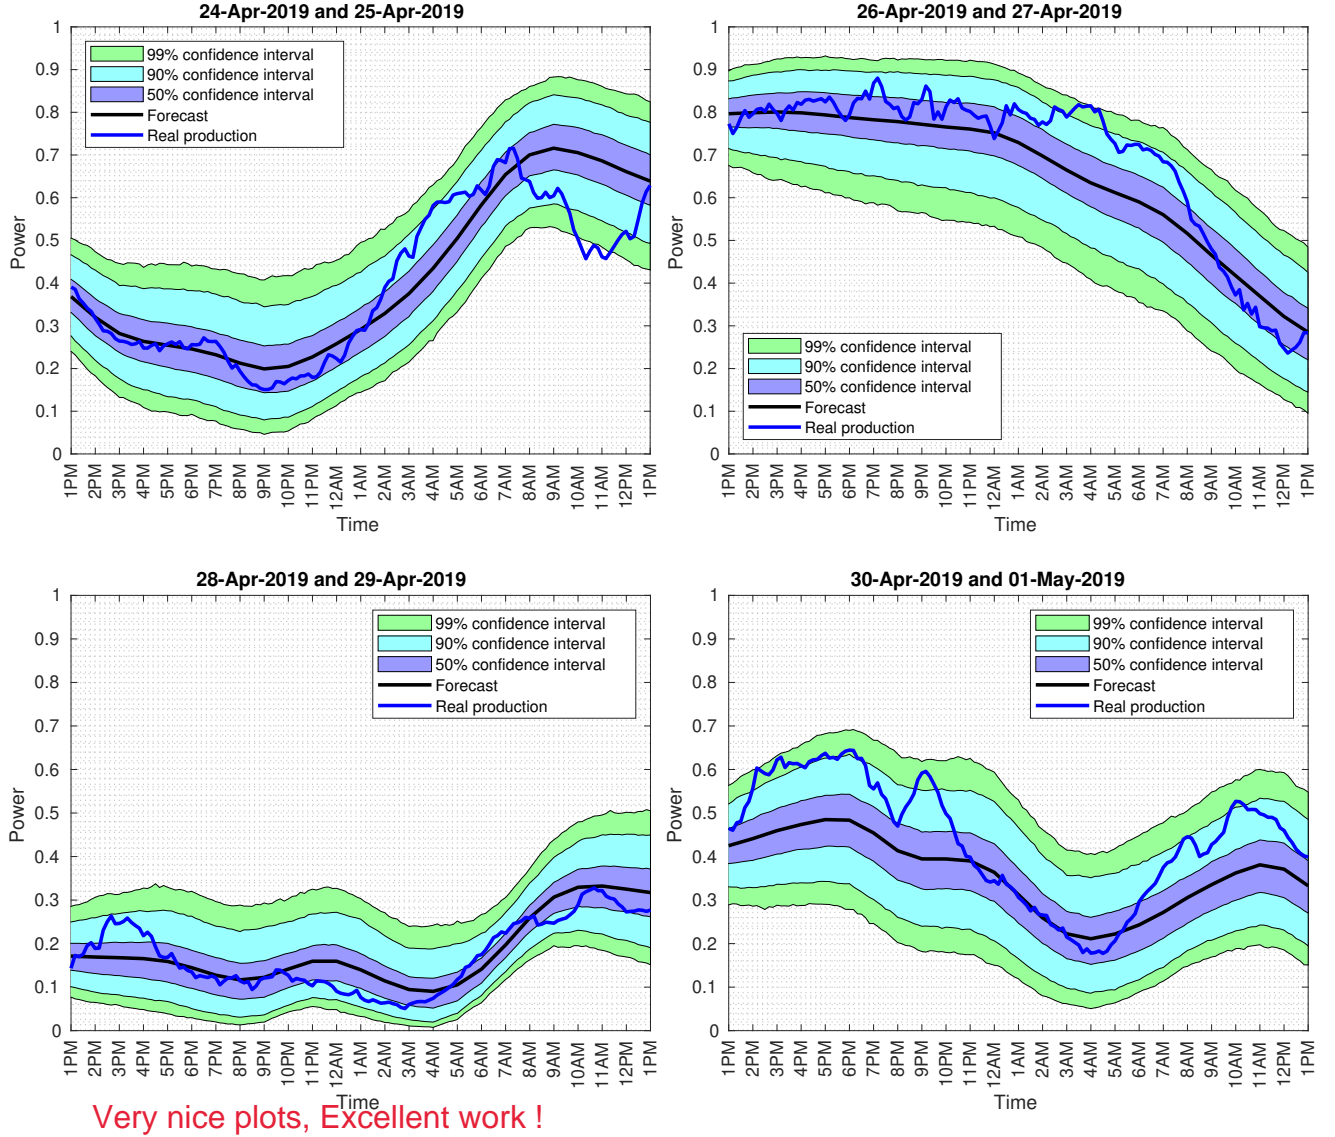 24-Apr-2019 and 25-Apr-2019
1
0.9
0.8
0.7
0.6
0.5
0.4
0.3
0.2
0.1
0
Power
99% confidence interval
90% confidence interval
50% confidence interval
Forecast
Real production
1PM 2PM 3PM 4PM 5PM 6PM 7PM 8PM 9PM 10PM 11PM 12AM 1AM 2AM 3AM 4AM 5AM 6AM 7AM 8AM 9AM 10AM 11AM 12PM 1PM
Time
26-Apr-2019 and 27-Apr-2019
1
0.9
0.8
0.7
0.6
0.5
0.4
0.3
0.2
0.1
0
Power
99% confidence interval
90% confidence interval
50% confidence interval
Forecast
Real production
1PM 2PM 3PM 4PM 5PM 6PM 7PM 8PM 9PM 10PM 11PM 12AM 1AM 2AM 3AM 4AM 5AM 6AM 7AM 8AM 9AM 10AM 11AM 12PM 1PM
Time
28-Apr-2019 and 29-Apr-2019
1
0.9
0.8
0.7
0.6
0.5
0.4
0.3
0.2
0.1
0
Power
99% confidence interval
90% confidence interval
50% confidence interval
Forecast
Real production
1PM 2PM 3PM 4PM 5PM 6PM 7PM 8PM 9PM 10PM 11PM 12AM 1AM 2AM 3AM 4AM 5AM 6AM 7AM 8AM 9AM 10AM 11AM 12PM 1PM
Time
30-Apr-2019 and 01-May-2019
1
0.9
0.8
0.7
0.6
0.5
0.4
0.3
0.2
0.1
0
Power
99% confidence interval
90% confidence interval
50% confidence interval
Forecast
Real production
1PM 2PM 3PM 4PM 5PM 6PM 7PM 8PM 9PM 10PM 11PM 12AM 1AM 2AM 3AM 4AM 5AM 6AM 7AM 8AM 9AM 10AM 11AM 12PM 1PM
Time
Very nice plots, Excellent work !